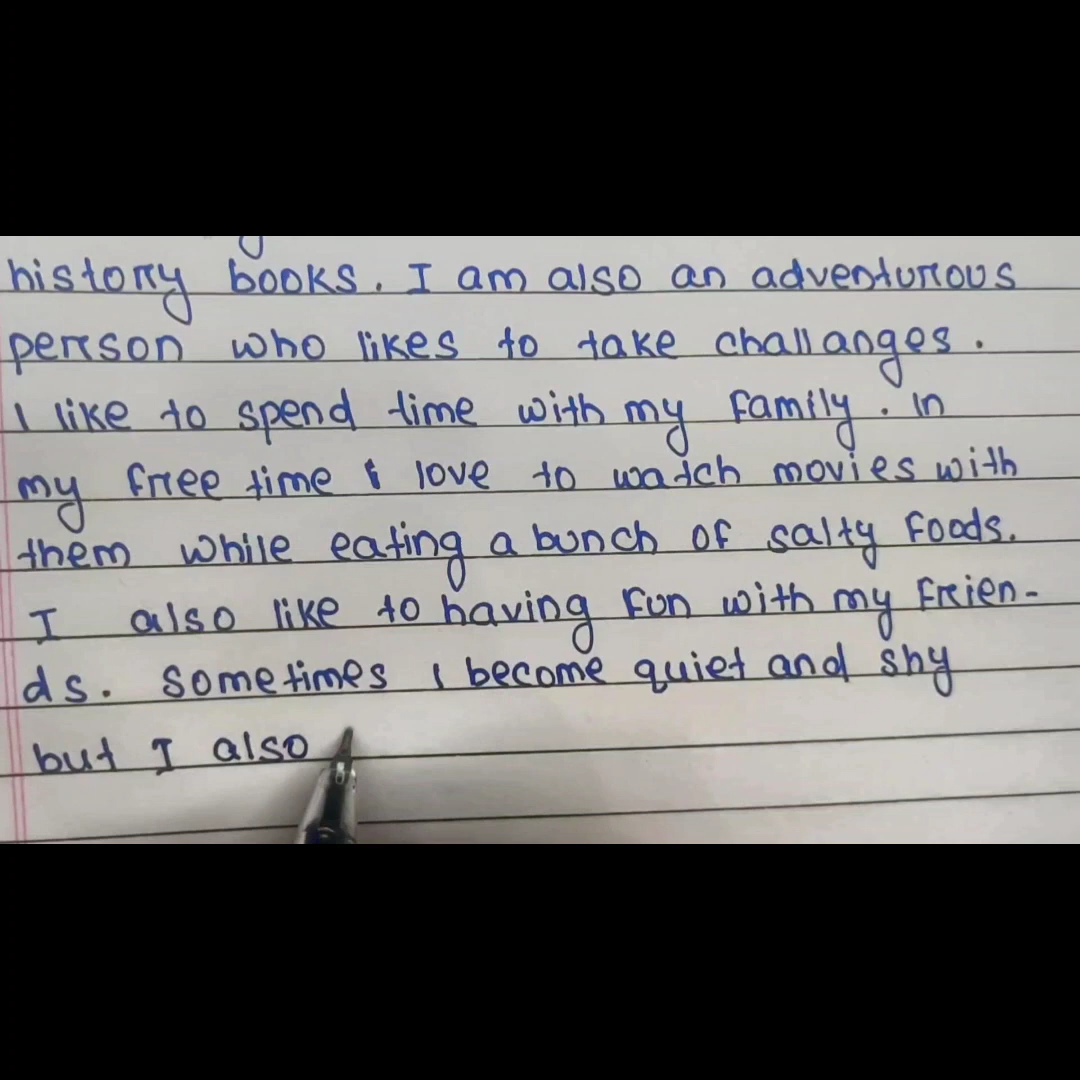 history books. I am also an adventurous
person who likes to take challanges.
I like to spend time with my family. In
my free time I love to watch movies with
them while eating a bunch of salty foods.
I also like to having fun with my frien-
ds. Sometimes I become quiet and shy
but I also